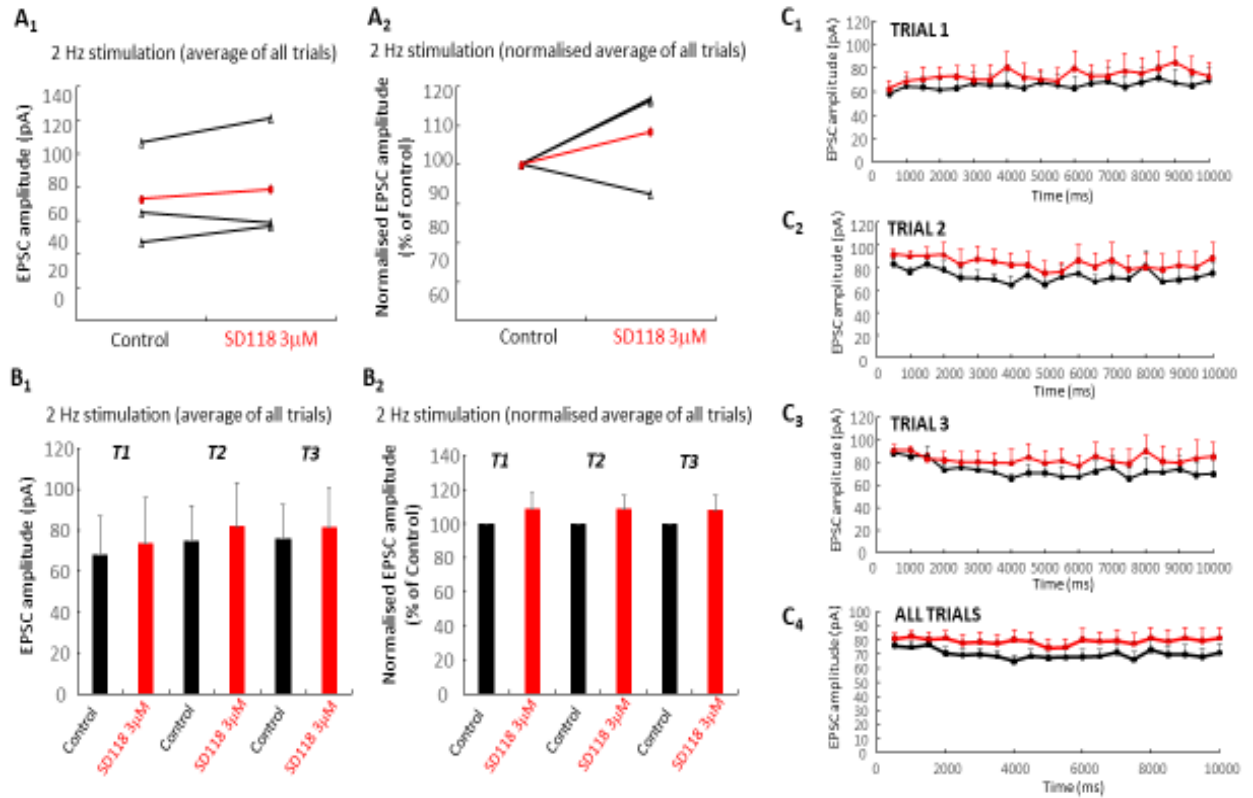 A1
2 Hz stimulation (average of all trials)
EPSC amplitude (pA)
140
120
100
80
60
40
20
0
Control
SD118 3µM
A2
2 Hz stimulation (normalised average of all trials)
Normalised EPSC amplitude
(% of control)
120
110
100
90
80
70
60
Control
SD118 3µM
B1
2 Hz stimulation (average of all trials)
EPSC amplitude (pA)
120
100
80
60
40
20
0
T1 T2 T3
Control SD118 3µM Control SD118 3µM Control SD118 3µM
B2
2 Hz stimulation (normalised average of all trials)
Normalised EPSC amplitude
(% of Control)
140
120
100
80
60
40
20
0
T1 T2 T3
Control SD118 3µM Control SD118 3µM Control SD118 3µM
C1
TRIAL 1
EPSC amplitude (pA)
120
100
80
60
40
20
0
0 1000 2000 3000 4000 5000 6000 7000 8000 9000 10000
Time (ms)
C2
TRIAL 2
EPSC amplitude (pA)
120
100
80
60
40
20
0
0 1000 2000 3000 4000 5000 6000 7000 8000 9000 10000
Time (ms)
C3
TRIAL 3
EPSC amplitude (pA)
120
100
80
60
40
20
0
0 1000 2000 3000 4000 5000 6000 7000 8000 9000 10000
Time (ms)
C4
ALL TRIALS
EPSC amplitude (pA)
100
90
80
70
60
50
40
30
20
10
0
0 2000 4000 6000 8000 10000
Time (ms)